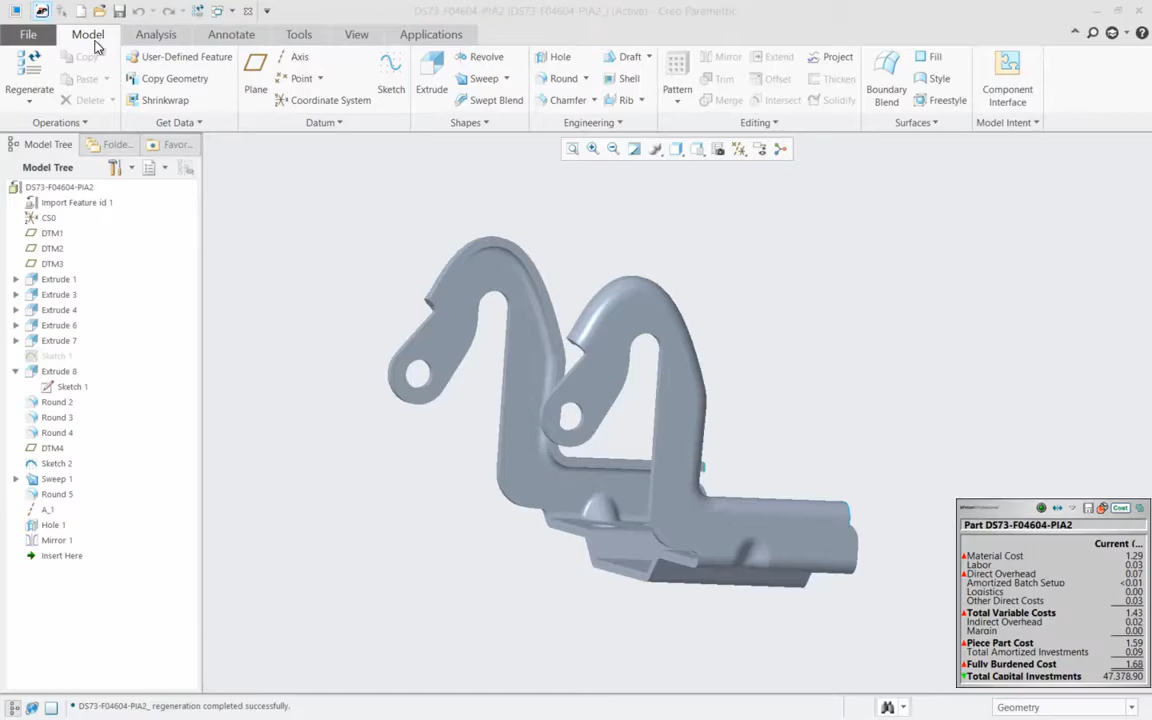 DS73-F04604-PIA2 (DS73-F04604-PIA2_) (Active) - Creo Parametric
File Model Analysis Annotate Tools View Applications
Copy User-Defined Feature Axis Revolve Hole Draft Mirror Extend Project Fill
Paste Copy Geometry Point Sweep Round Shell Trim Offset Thicken Style
Regenerate Plane Sketch Extrude Pattern Boundary Blend Component Interface
Delete Shrinkwrap Coordinate System Swept Blend Chamfer Rib Merge Intersect Solidify Freestyle
Operations Get Data Datum Shapes Engineering Editing Surfaces Model Intent
Model Tree Folde... Favor...
Model Tree
DS73-F04604-PIA2
Import Feature id 1
CS0
DTM1
DTM2
DTM3
Extrude 1
Extrude 3
Extrude 4
Extrude 6
Extrude 7
Sketch 1
Extrude 8
Sketch 1
Round 2
Round 3
Round 4
DTM4
Sketch 2
Sweep 1
Round 5
A_1
Hole 1
Mirror 1
Insert Here
Cost
Part DS73-F04604-PIA2
Current (...
Material Cost 1.29
Labor 0.03
Direct Overhead 0.07
Amortized Batch Setup <0.01
Logistics 0.00
Other Direct Costs 0.03
Total Variable Costs 1.43
Indirect Overhead 0.02
Margin 0.00
Piece Part Cost 1.59
Total Amortized Investments 0.09
Fully Burdened Cost 1.68
Total Capital Investments 47.378.90
• DS73-F04604-PIA2_ regeneration completed successfully.
Geometry